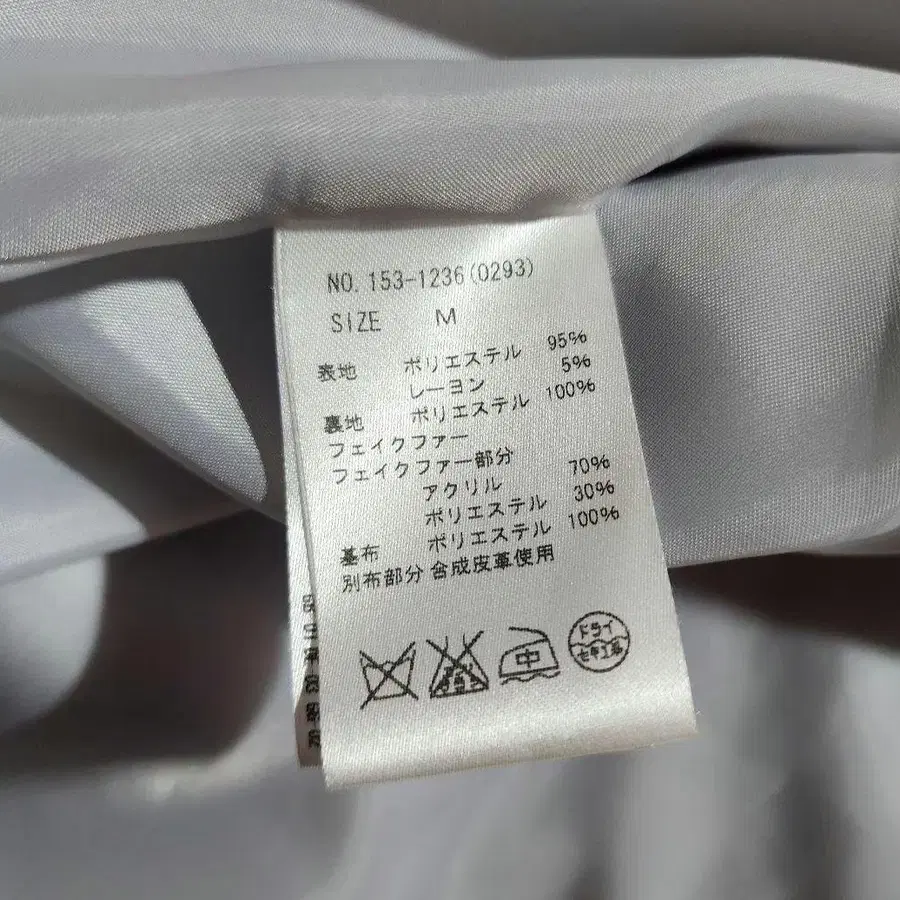 NO. 153-1236(0293)
SIZE M
表地 ポリエステル 95%
レーヨン 5%
裏地 ポリエステル 100%
フェイクファー
フェイクファー部分
アクリル 70%
ポリエステル 30%
基布 ポリエステル 100%
別布部分 合成皮革使用
中
ドライ
セキユ系